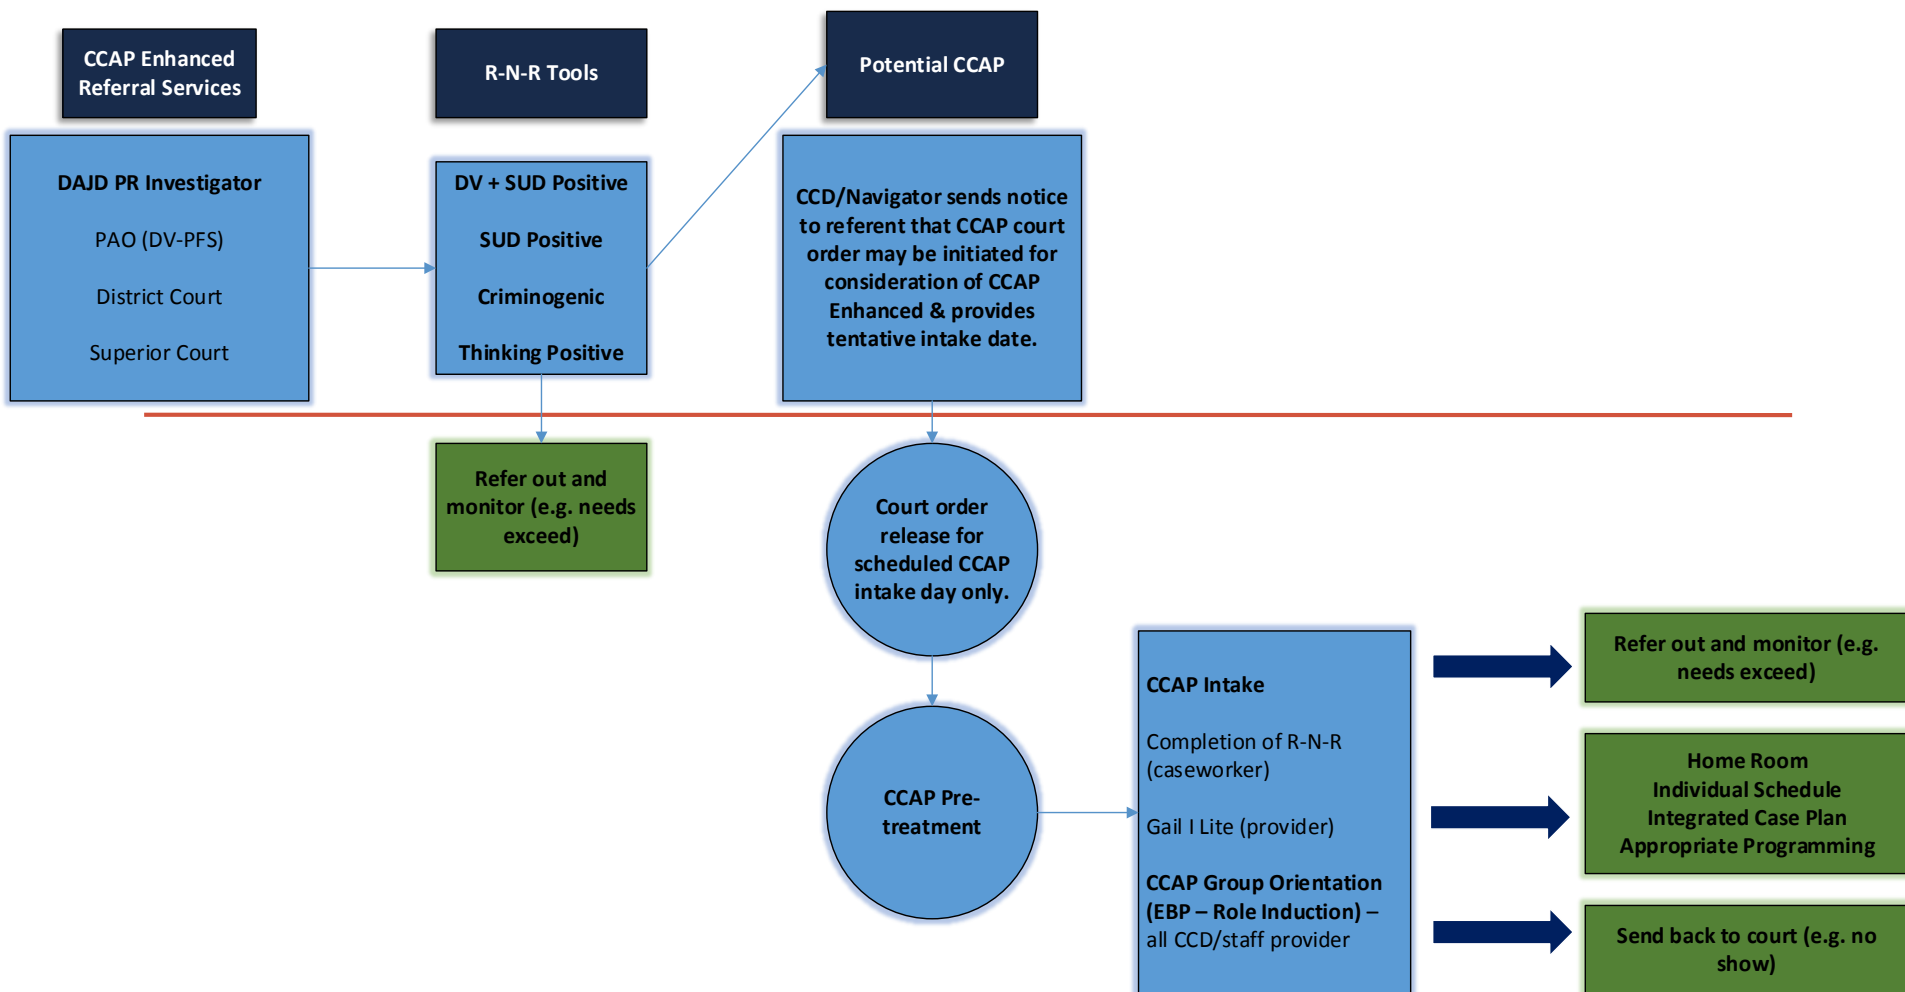 CCAP Enhanced
Referral Services
R-N-R Tools
Potential CCAP
DAJD PR Investigator
PAO (DV-PFS)
District Court
Superior Court
DV + SUD Positive
SUD Positive
Criminogenic
Thinking Positive
CCD/Navigator sends notice
to referent that CCAP court
order may be initiated for
consideration of CCAP
Enhanced & provides
tentative intake date.
Refer out and
monitor (e.g. needs
exceed)
Court order
release for
scheduled CCAP
intake day only.
CCAP Pre-
treatment
CCAP Intake
Completion of R-N-R
(caseworker)
Gail I Lite (provider)
CCAP Group Orientation
(EBP – Role Induction) –
all CCD/staff provider
Refer out and monitor (e.g.
needs exceed)
Home Room
Individual Schedule
Integrated Case Plan
Appropriate Programming
Send back to court (e.g. no
show)